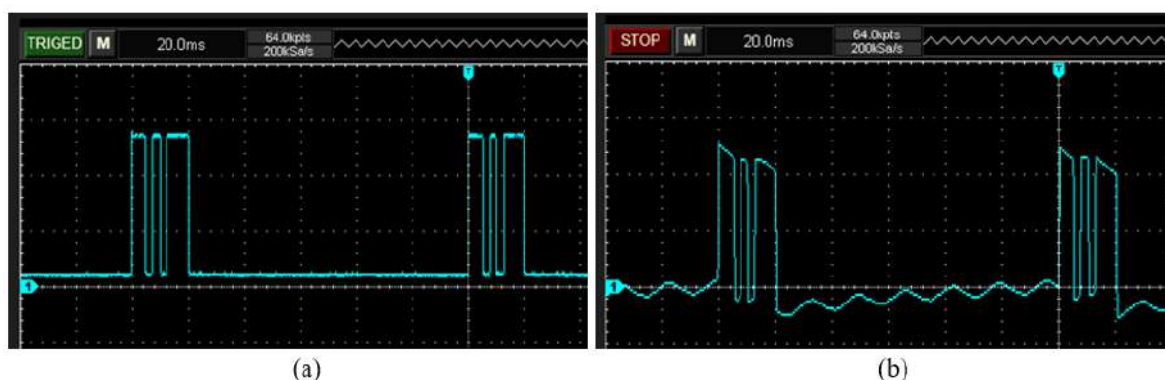 TRIGED M 20.0ms 64.0kpts
200kSa/s
T
1
STOP M 20.0ms 64.0kpts
200kSa/s
T
1
(a)
(b)